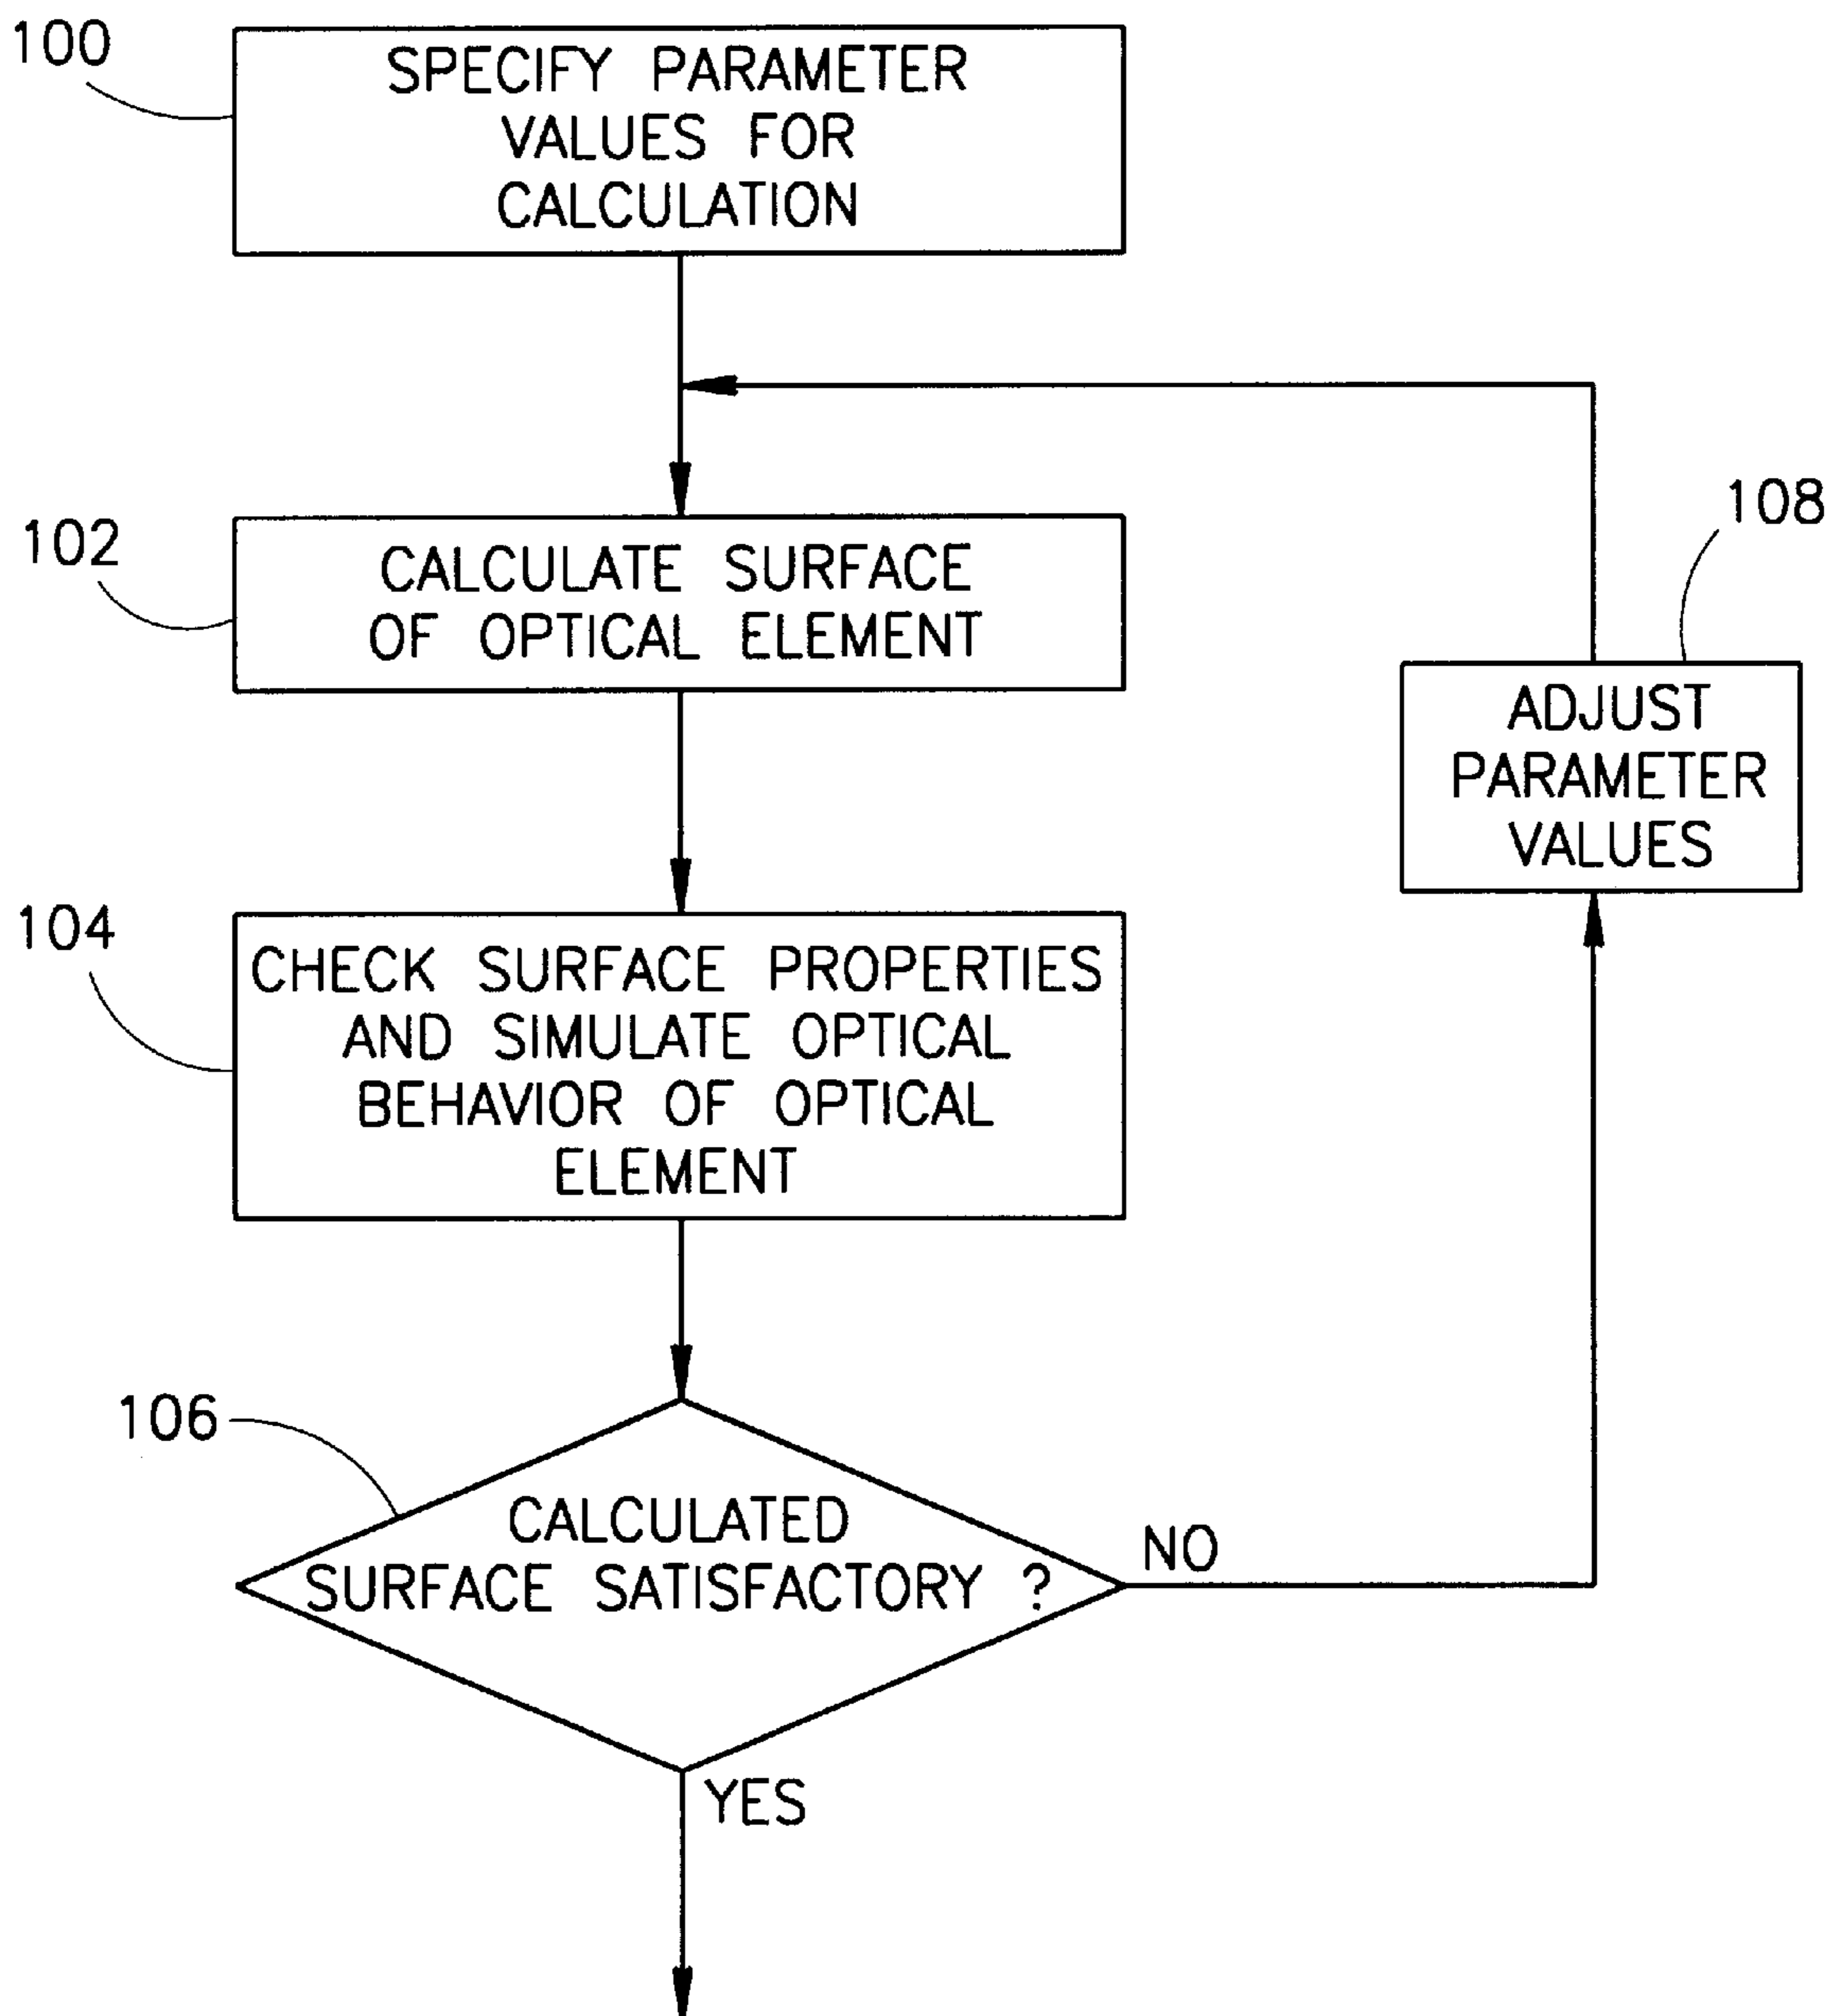 100
SPECIFY PARAMETER
VALUES FOR
CALCULATION
102
CALCULATE SURFACE
OF OPTICAL ELEMENT
108
ADJUST
PARAMETER
VALUES
104
CHECK SURFACE PROPERTIES
AND SIMULATE OPTICAL
BEHAVIOR OF OPTICAL
ELEMENT
106
CALCULATED
SURFACE SATISFACTORY ?
NO
YES